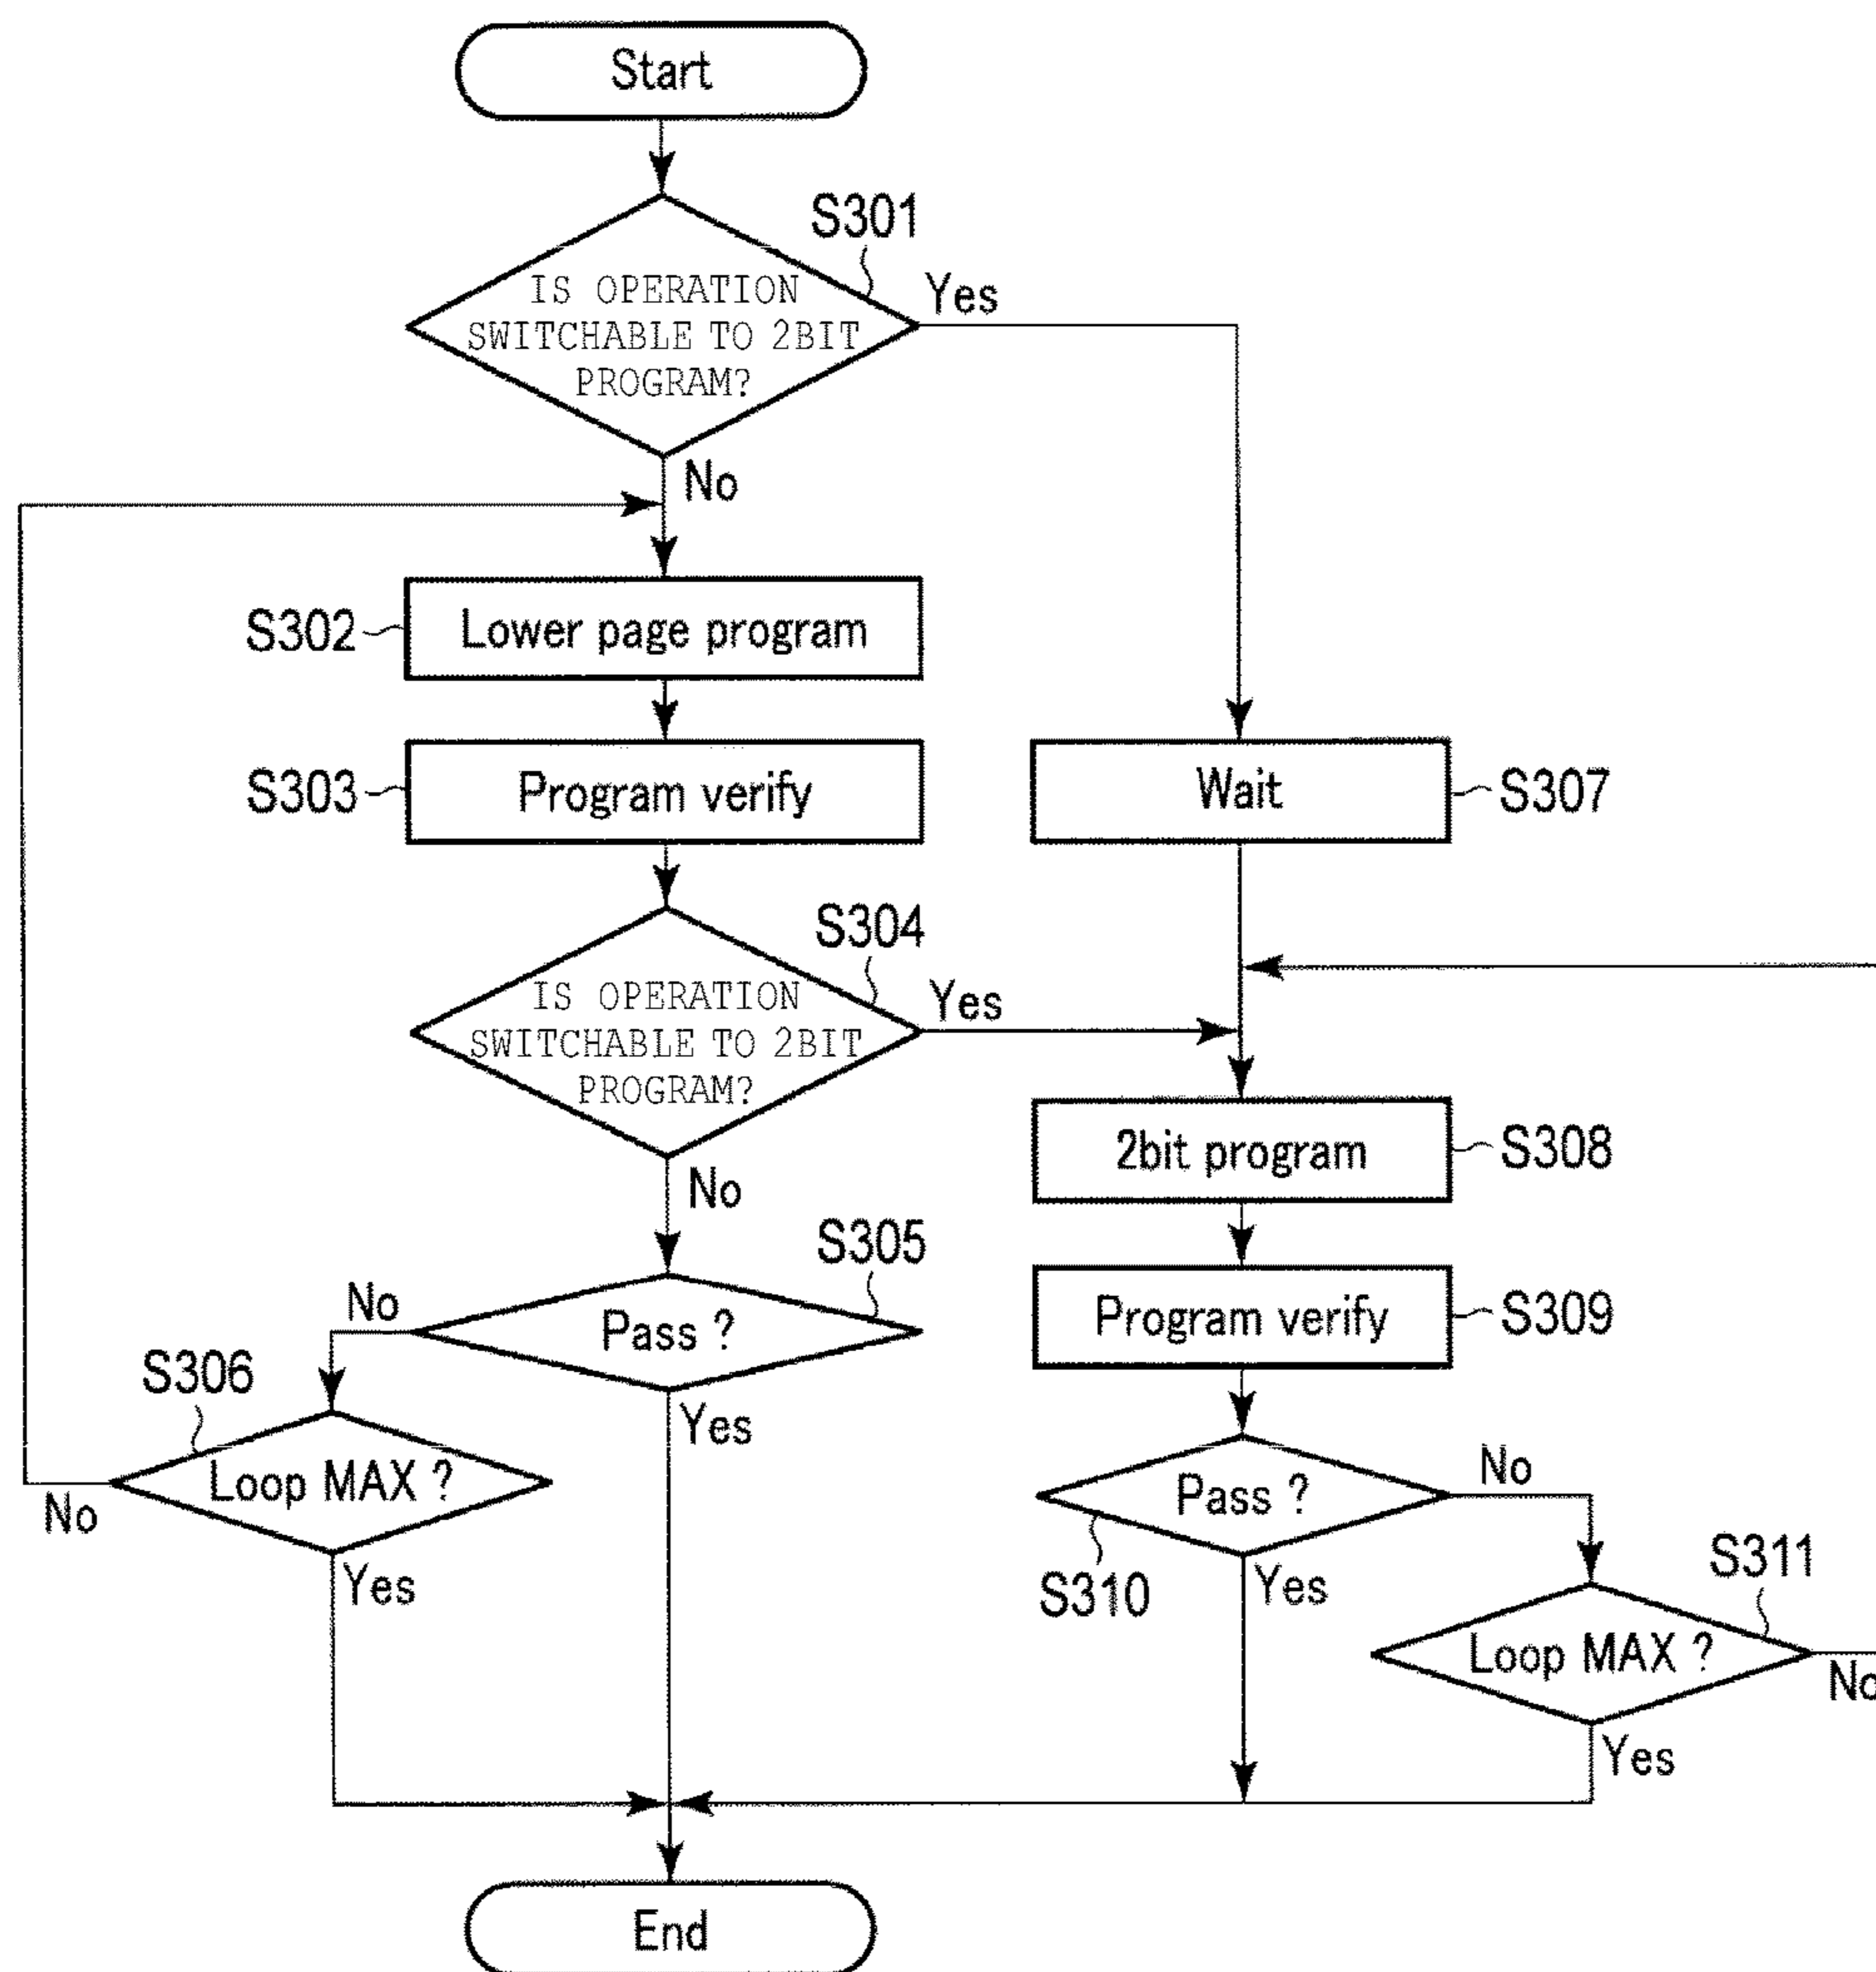 Start
S301
IS OPERATION
SWITCHABLE TO 2BIT
PROGRAM?
Yes
No
S302
Lower page program
S303
Program verify
Wait
S307
S304
IS OPERATION
SWITCHABLE TO 2BIT
PROGRAM?
Yes
No
2bit program
S308
S305
Pass ?
No
Yes
Program verify
S309
S306
Loop MAX ?
No
Yes
Pass ?
S310
No
Yes
S311
Loop MAX ?
No
Yes
End